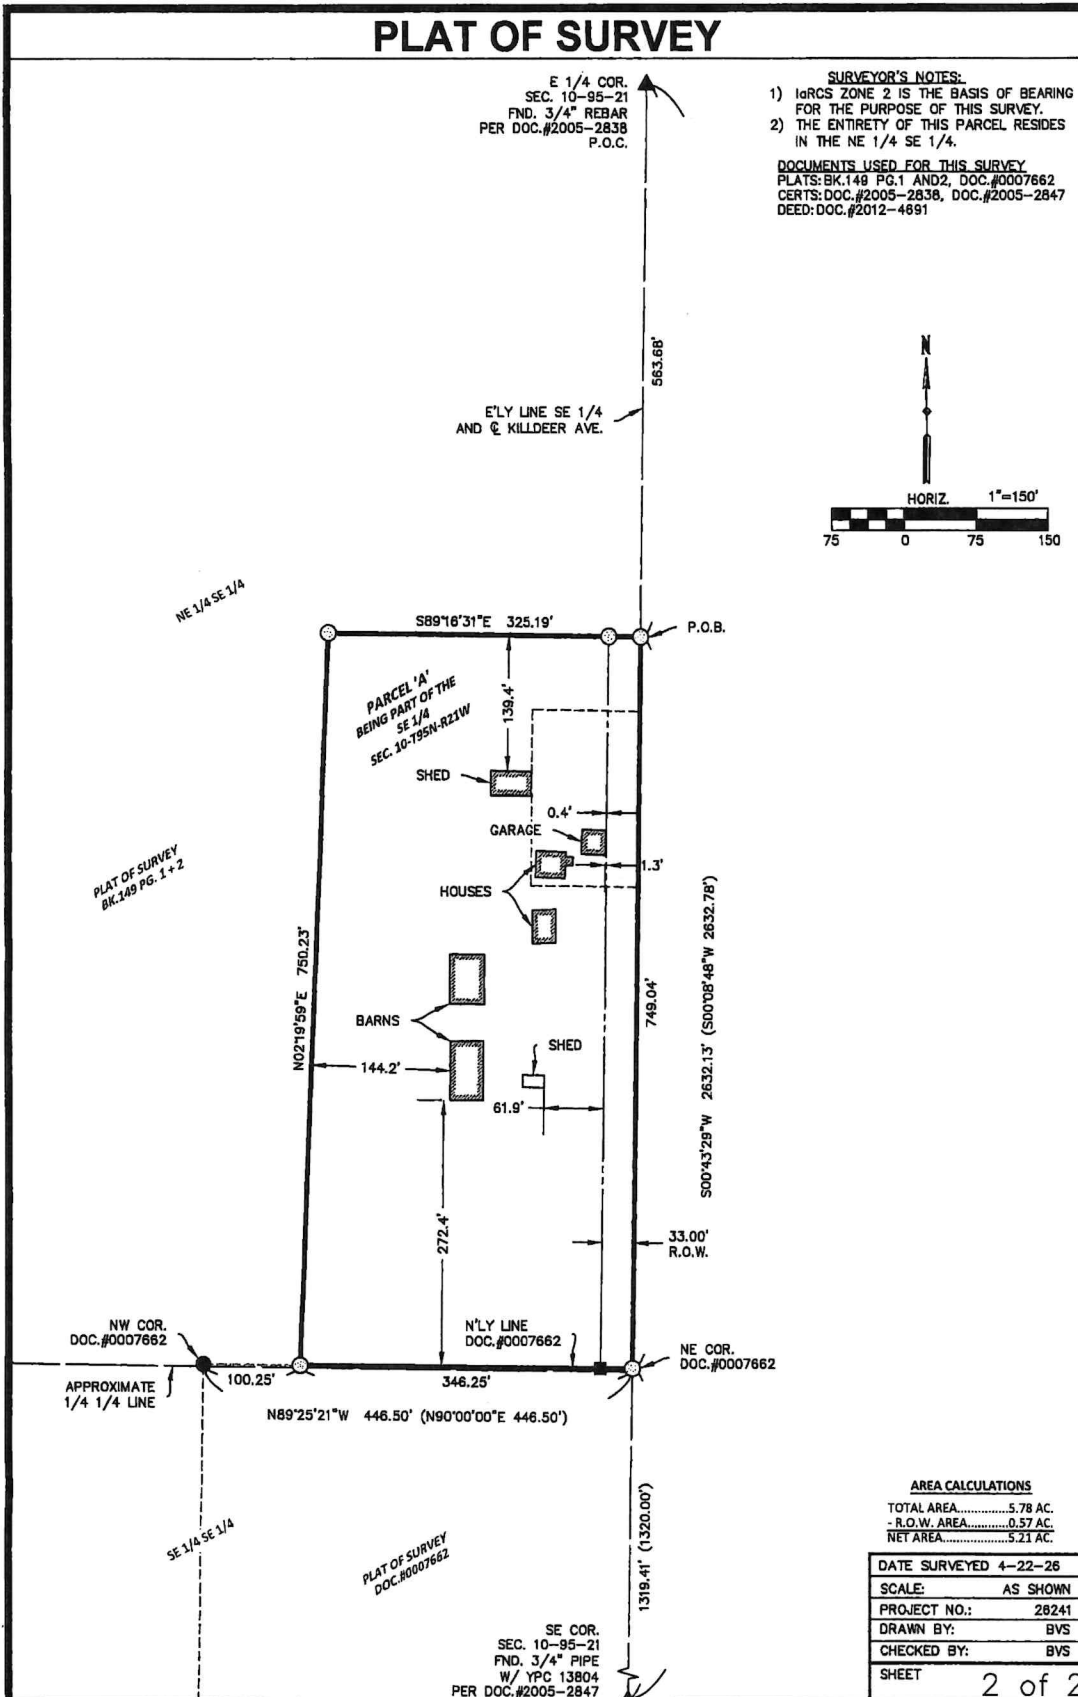 PLAT OF SURVEY
E 1/4 COR.
SEC. 10-95-21
FND. 3/4" REBAR
PER DOC.#2005-2838
P.O.C.
SURVEYOR'S NOTES:
1) IaRCS ZONE 2 IS THE BASIS OF BEARING
FOR THE PURPOSE OF THIS SURVEY.
2) THE ENTIRETY OF THIS PARCEL RESIDES
IN THE NE 1/4 SE 1/4.
DOCUMENTS USED FOR THIS SURVEY
PLATS: BK.149 PG.1 AND2, DOC.#0007662
CERTS: DOC.#2005-2838, DOC.#2005-2847
DEED: DOC.#2012-4691
563.68'
E'LY LINE SE 1/4
AND ℄ KILLDEER AVE.
N
HORIZ. 1"=150'
75 0 75 150
NE 1/4 SE 1/4
S89°16'31"E 325.19'
P.O.B.
PARCEL 'A'
BEING PART OF THE
SE 1/4
SEC. 10-T95N-R21W
139.4'
SHED
0.4'
GARAGE
1.3'
HOUSES
PLAT OF SURVEY
BK.149 PG. 1 + 2
N02°19'59"E 750.23'
749.04'
S00°43'29"W 2632.13' (S00°08'48"W 2632.78')
BARNS
SHED
144.2'
61.9'
272.4'
33.00'
R.O.W.
NW COR.
DOC.#0007662
N'LY LINE
DOC.#0007662
NE COR.
DOC.#0007662
APPROXIMATE
1/4 1/4 LINE
100.25'
346.25'
N89°25'21"W 446.50' (N90°00'00"E 446.50')
SE 1/4 SE 1/4
PLAT OF SURVEY
DOC.#0007662
1319.41' (1320.00')
SE COR.
SEC. 10-95-21
FND. 3/4" PIPE
W/ YPC 13804
PER DOC.#2005-2847
AREA CALCULATIONS
TOTAL AREA.............5.78 AC.
- R.O.W. AREA..........0.57 AC.
NET AREA................5.21 AC.
DATE SURVEYED 4-22-26
SCALE: AS SHOWN
PROJECT NO.: 26241
DRAWN BY: BVS
CHECKED BY: BVS
SHEET 2 of 2